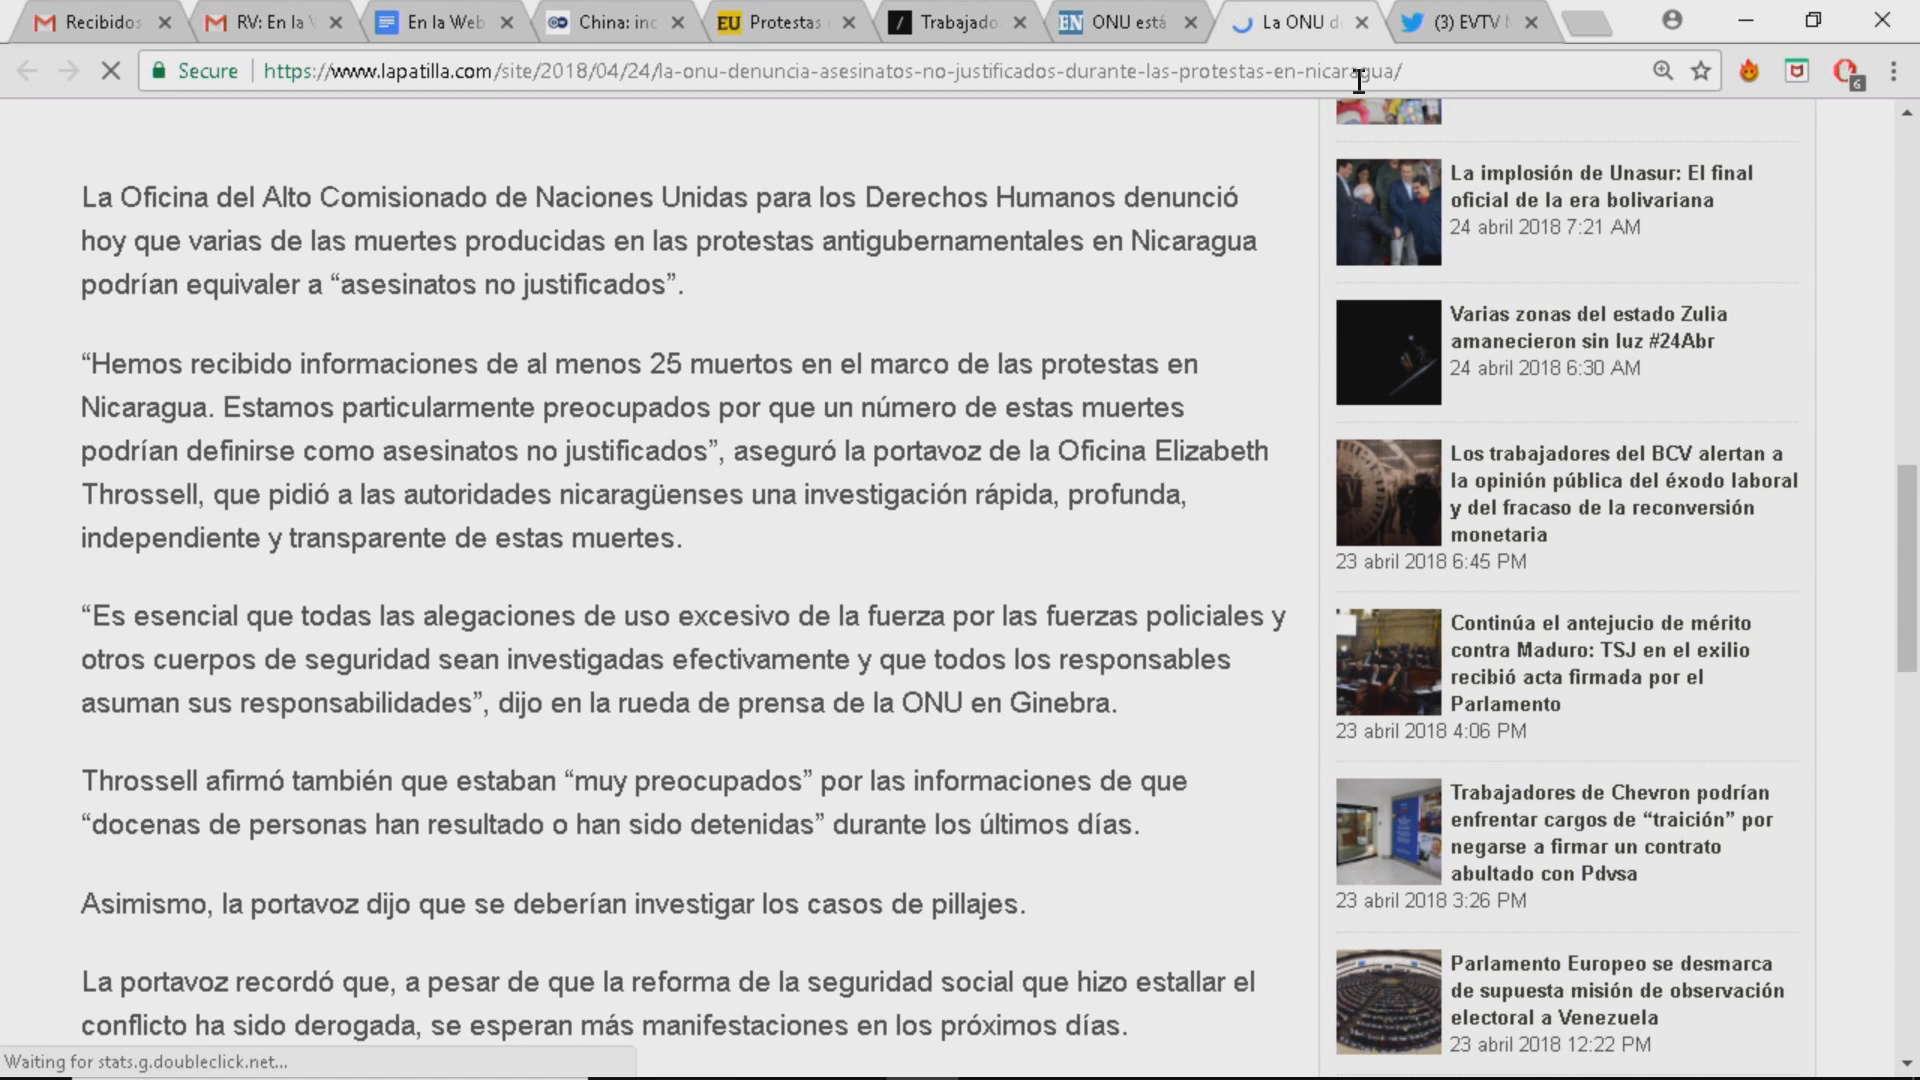 Recibidos
RV: En la
En la Web
China: inc
EU Protestas
Trabajado
EN ONU está
La ONU d
(3) EVTV
Secure
https://www.lapatilla.com/site/2018/04/24/la-onu-denuncia-asesinatos-no-justificados-durante-las-protestas-en-nicaragua/
6
La Oficina del Alto Comisionado de Naciones Unidas para los Derechos Humanos denunció
hoy que varias de las muertes producidas en las protestas antigubernamentales en Nicaragua
podrían equivaler a “asesinatos no justificados”.
“Hemos recibido informaciones de al menos 25 muertos en el marco de las protestas en
Nicaragua. Estamos particularmente preocupados por que un número de estas muertes
podrían definirse como asesinatos no justificados”, aseguró la portavoz de la Oficina Elizabeth
Throssell, que pidió a las autoridades nicaragüenses una investigación rápida, profunda,
independiente y transparente de estas muertes.
“Es esencial que todas las alegaciones de uso excesivo de la fuerza por las fuerzas policiales y
otros cuerpos de seguridad sean investigadas efectivamente y que todos los responsables
asuman sus responsabilidades”, dijo en la rueda de prensa de la ONU en Ginebra.
Throssell afirmó también que estaban “muy preocupados” por las informaciones de que
“docenas de personas han resultado o han sido detenidas” durante los últimos días.
Asimismo, la portavoz dijo que se deberían investigar los casos de pillajes.
La portavoz recordó que, a pesar de que la reforma de la seguridad social que hizo estallar el
conflicto ha sido derogada, se esperan más manifestaciones en los próximos días.
La implosión de Unasur: El final
oficial de la era bolivariana
24 abril 2018 7:21 AM
Varias zonas del estado Zulia
amanecieron sin luz #24Abr
24 abril 2018 6:30 AM
Los trabajadores del BCV alertan a
la opinión pública del éxodo laboral
y del fracaso de la reconversión
monetaria
23 abril 2018 6:45 PM
Continúa el antejucio de mérito
contra Maduro: TSJ en el exilio
recibió acta firmada por el
Parlamento
23 abril 2018 4:06 PM
Trabajadores de Chevron podrían
enfrentar cargos de “traición” por
negarse a firmar un contrato
abultado con Pdvsa
23 abril 2018 3:26 PM
Parlamento Europeo se desmarca
de supuesta misión de observación
electoral a Venezuela
23 abril 2018 12:22 PM
Waiting for stats.g.doubleclick.net...